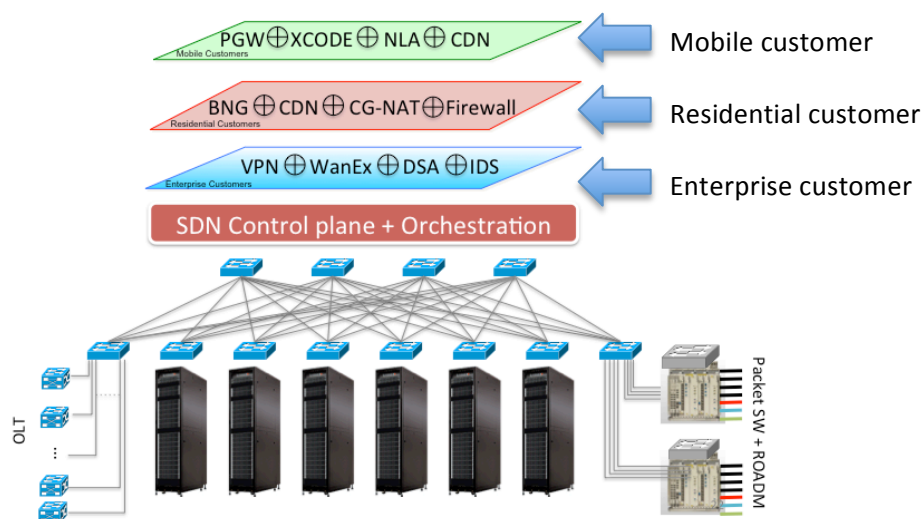 PGW ⊕ XCODE ⊕ NLA ⊕ CDN
Mobile Customers
Mobile customer
BNG ⊕ CDN ⊕ CG-NAT ⊕ Firewall
Residential Customers
Residential customer
VPN ⊕ WanEx ⊕ DSA ⊕ IDS
Enterprise Customers
Enterprise customer
SDN Control plane + Orchestration
OLT
...
Packet SW + ROADM